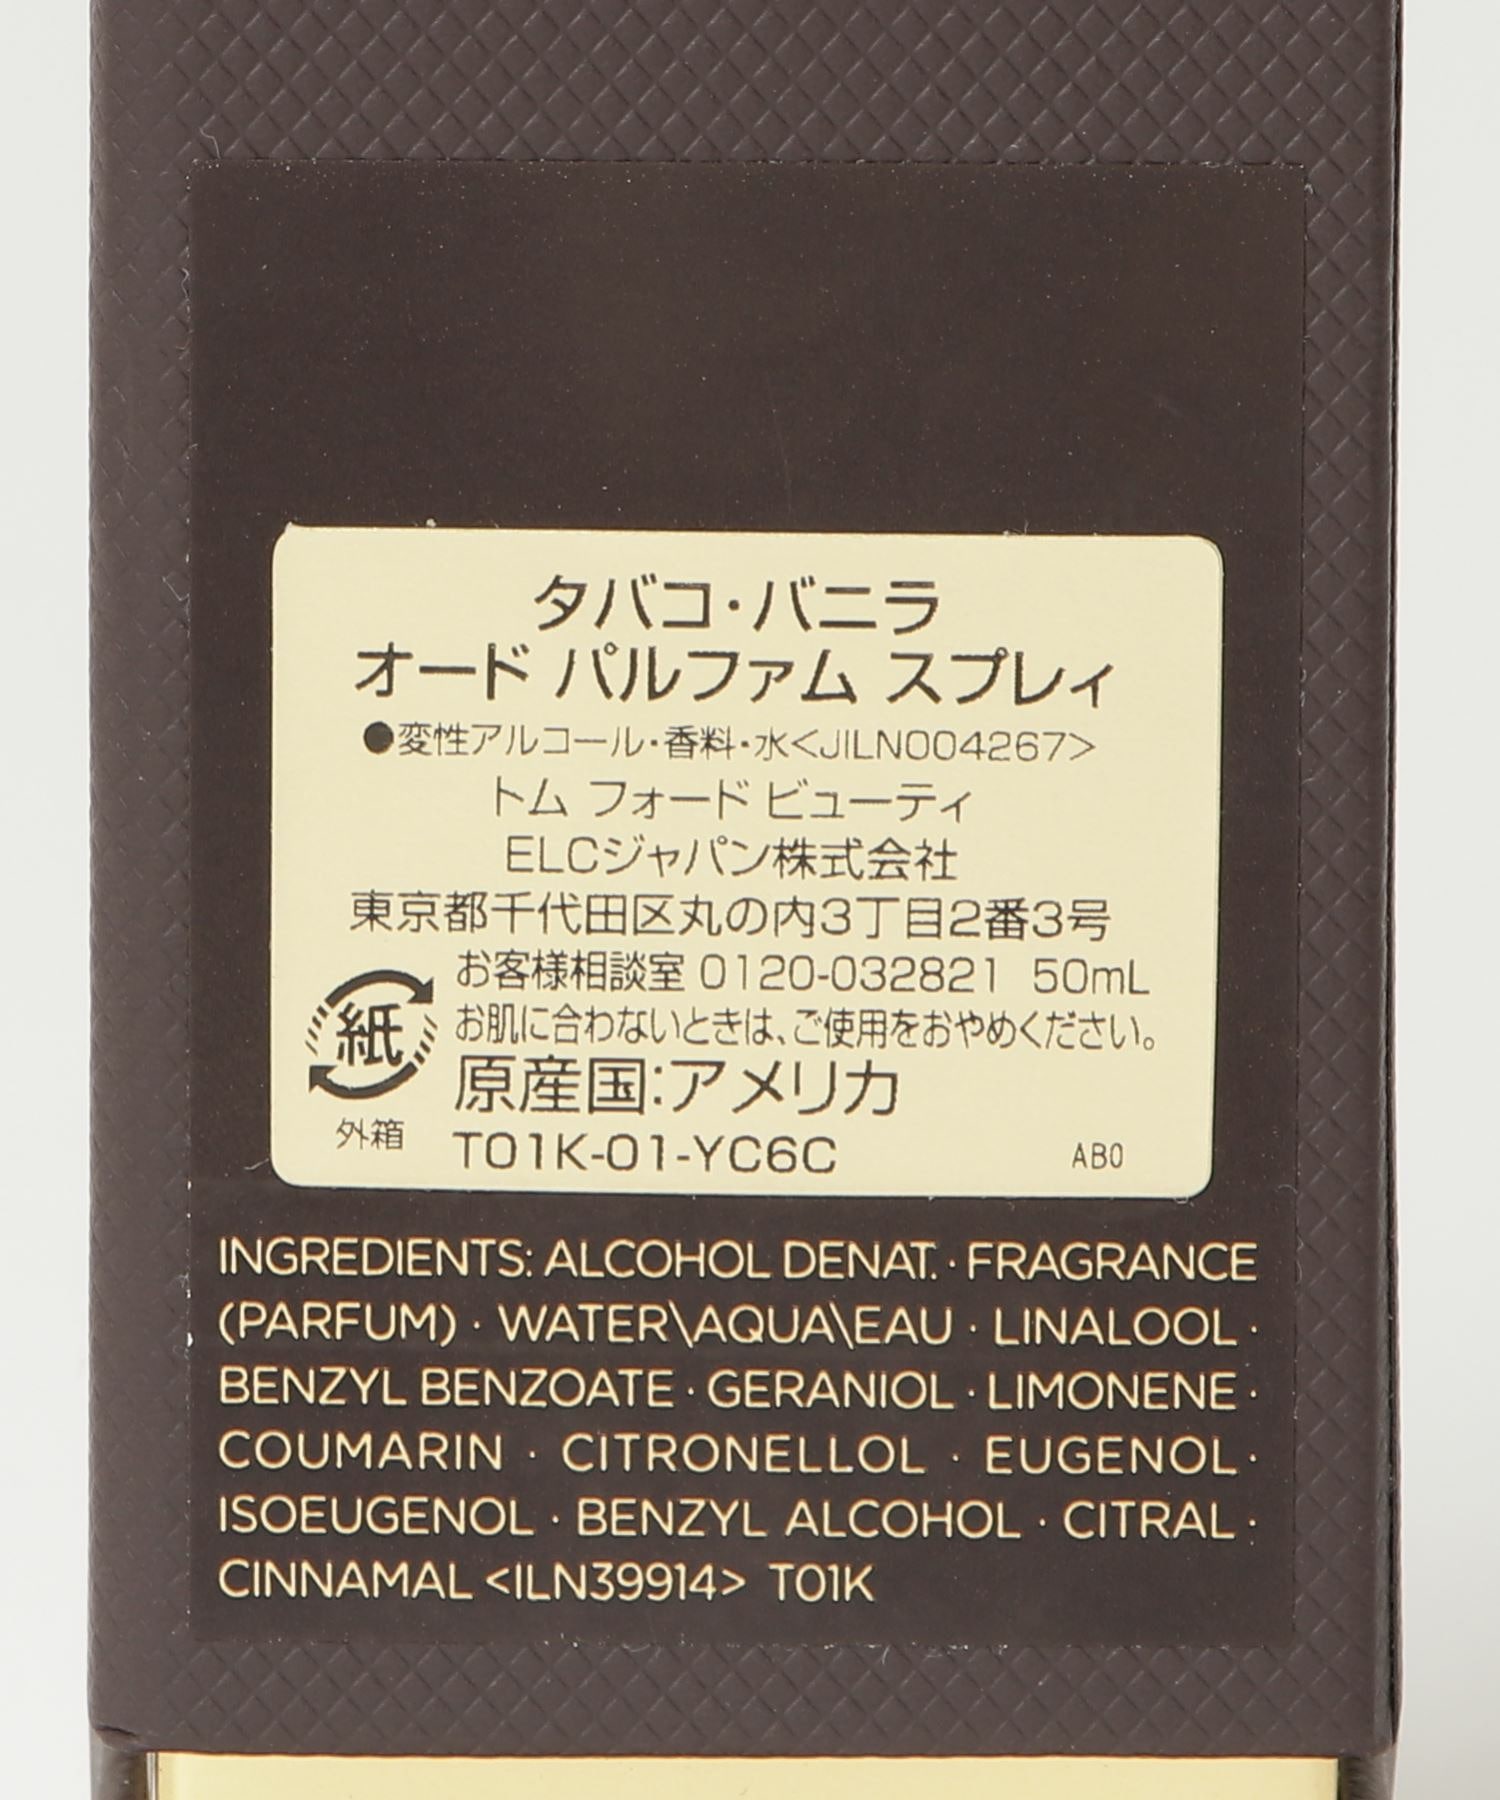 タバコ・バニラ
オード パルファム スプレィ
●変性アルコール・香料・水<JILN004267>
トム フォード ビューティ
ELCジャパン株式会社
東京都千代田区丸の内3丁目2番3号
お客様相談室 0120-032821 50mL
お肌に合わないときは、ご使用をおやめください。
紙
原産国:アメリカ
外箱
T01K-01-YC6C
AB0
INGREDIENTS: ALCOHOL DENAT. · FRAGRANCE
(PARFUM) · WATER\AQUA\EAU · LINALOOL ·
BENZYL BENZOATE · GERANIOL · LIMONENE ·
COUMARIN · CITRONELLOL · EUGENOL ·
ISOEUGENOL · BENZYL ALCOHOL · CITRAL ·
CINNAMAL <ILN39914> T01K